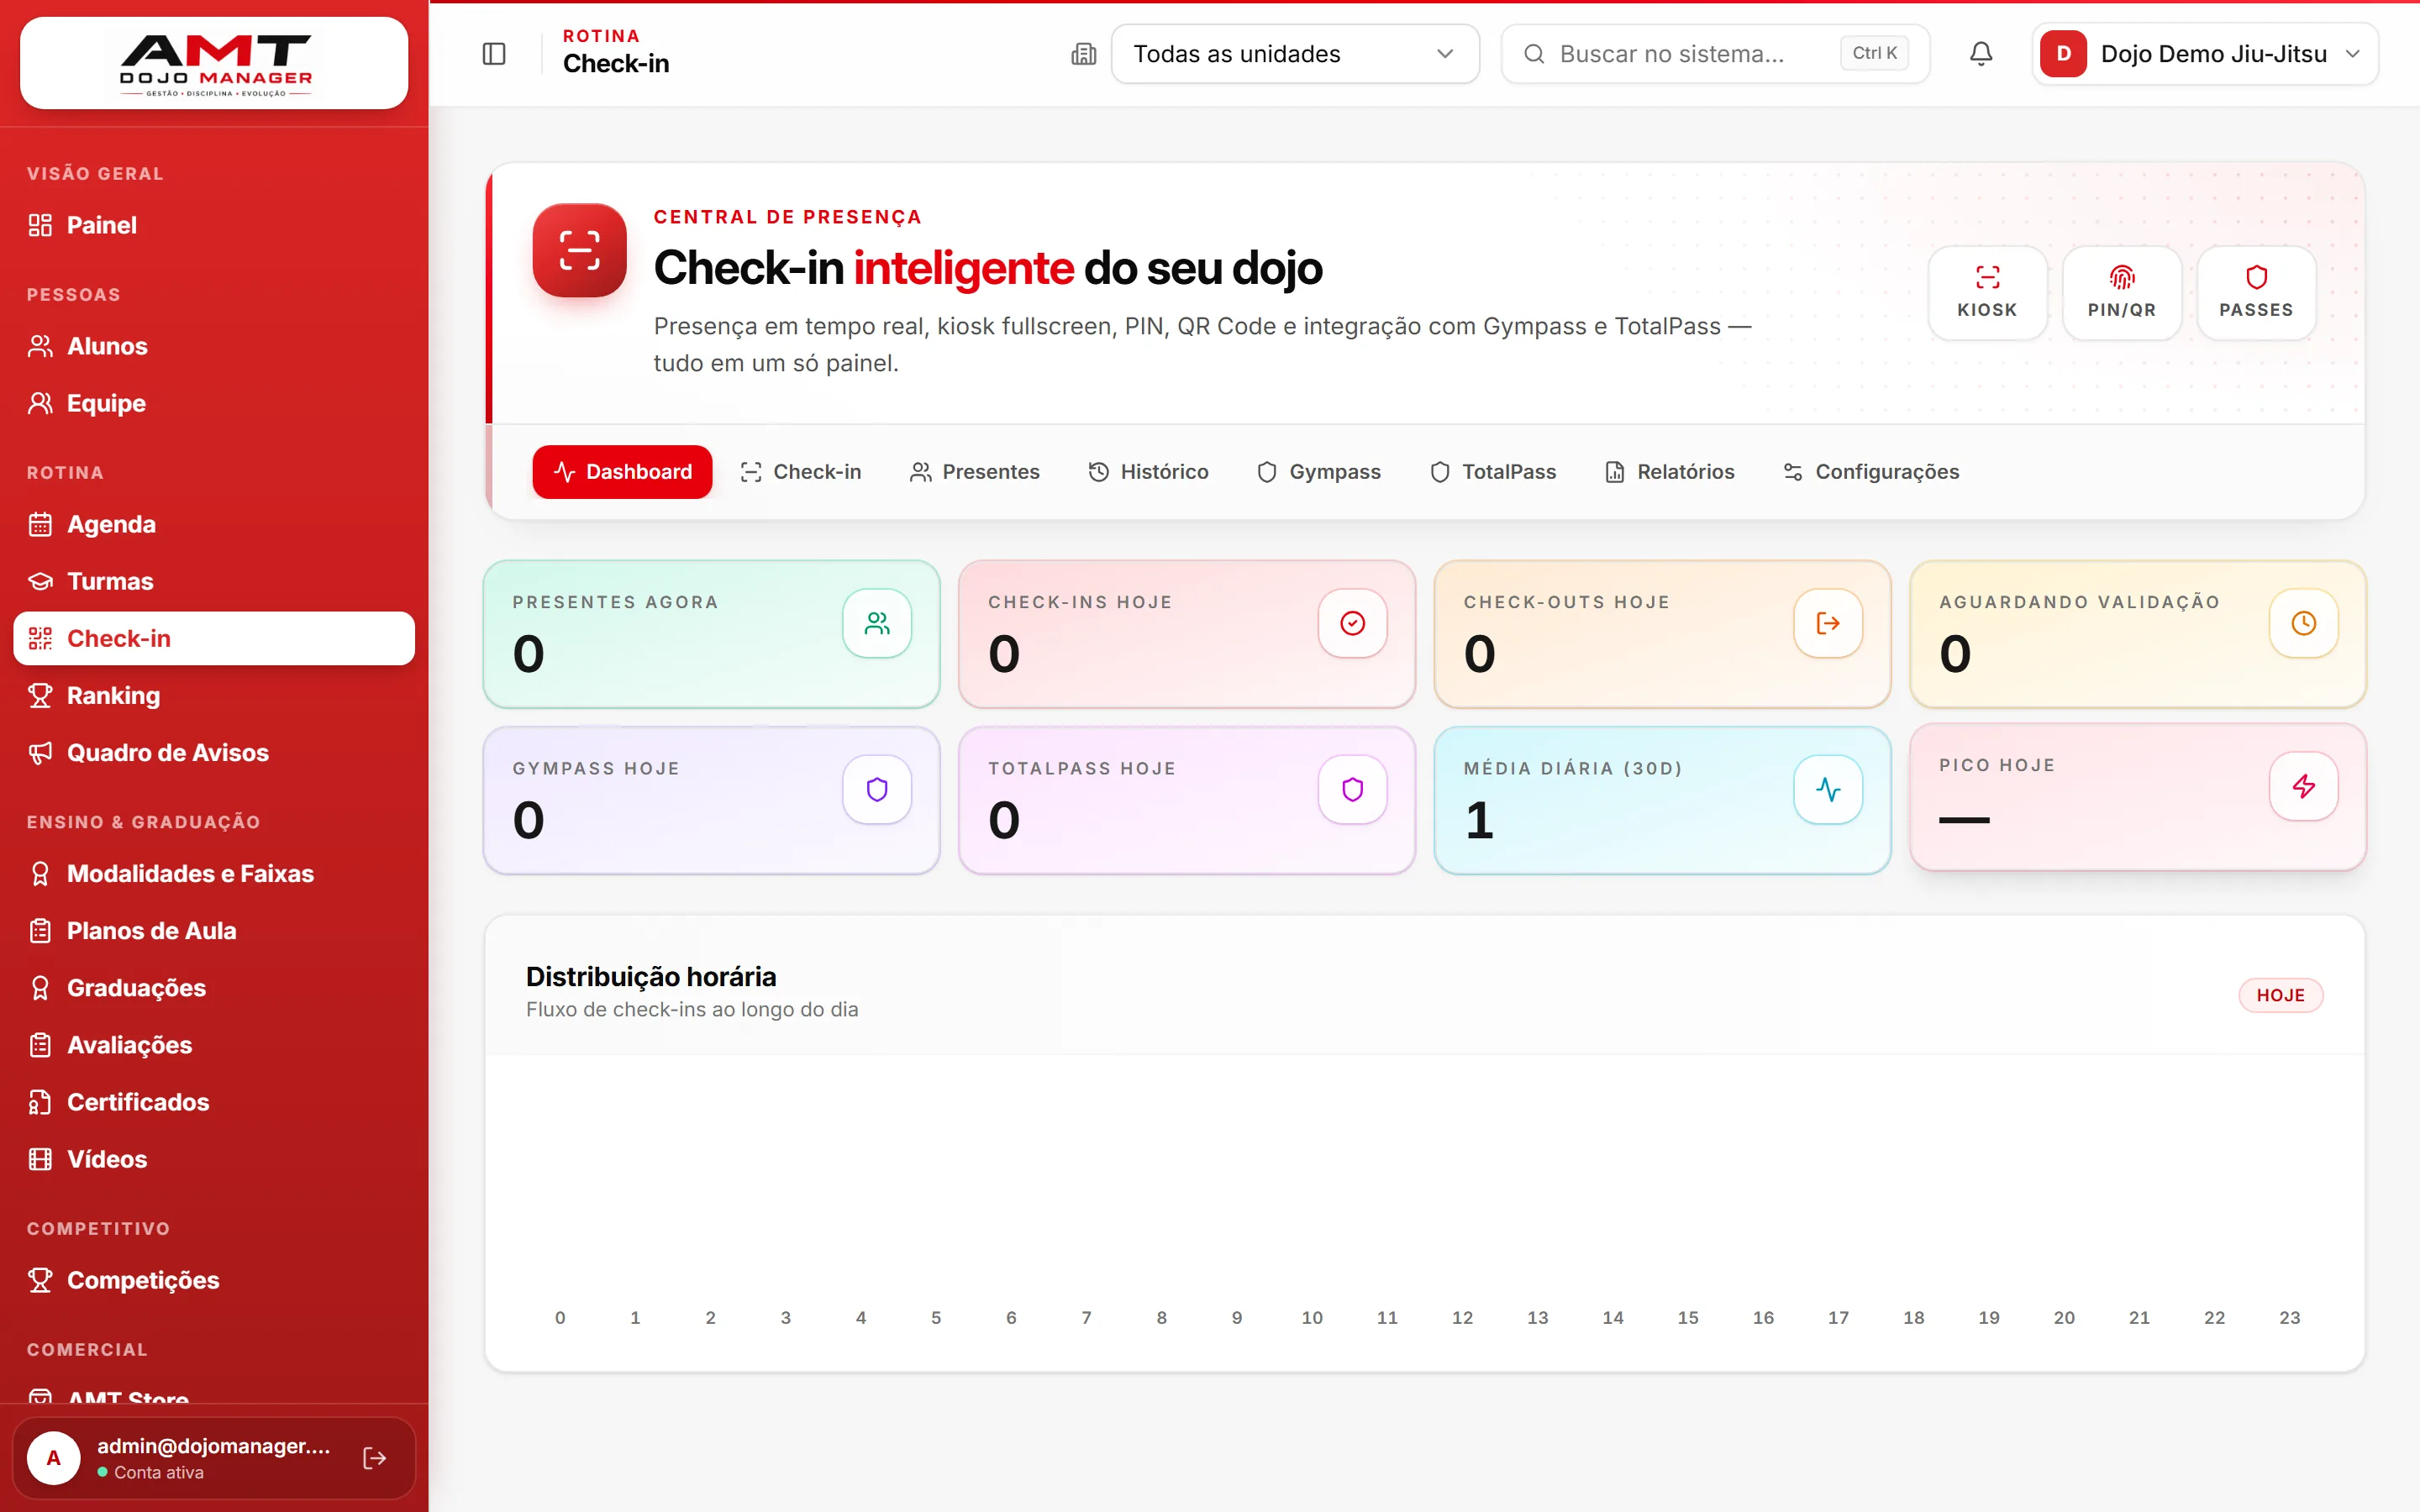 AMT
DOJO MANAGER
GESTÃO • DISCIPLINA • EVOLUÇÃO
VISÃO GERAL
Painel
PESSOAS
Alunos
Equipe
ROTINA
Agenda
Turmas
Check-in
Ranking
Quadro de Avisos
ENSINO & GRADUAÇÃO
Modalidades e Faixas
Planos de Aula
Graduações
Avaliações
Certificados
Vídeos
COMPETITIVO
Competições
COMERCIAL
AMT Store
A
admin@dojomanager....
Conta ativa
ROTINA
Check-in
Todas as unidades
Buscar no sistema...
Ctrl K
D
Dojo Demo Jiu-Jitsu
CENTRAL DE PRESENÇA
Check-in inteligente do seu dojo
Presença em tempo real, kiosk fullscreen, PIN, QR Code e integração com Gympass e TotalPass —
tudo em um só painel.
KIOSK
PIN/QR
PASSES
Dashboard
Check-in
Presentes
Histórico
Gympass
TotalPass
Relatórios
Configurações
PRESENTES AGORA
0
CHECK-INS HOJE
0
CHECK-OUTS HOJE
0
AGUARDANDO VALIDAÇÃO
0
GYMPASS HOJE
0
TOTALPASS HOJE
0
MÉDIA DIÁRIA (30D)
1
PICO HOJE
—
Distribuição horária
Fluxo de check-ins ao longo do dia
HOJE
0 1 2 3 4 5 6 7 8 9 10 11 12 13 14 15 16 17 18 19 20 21 22 23